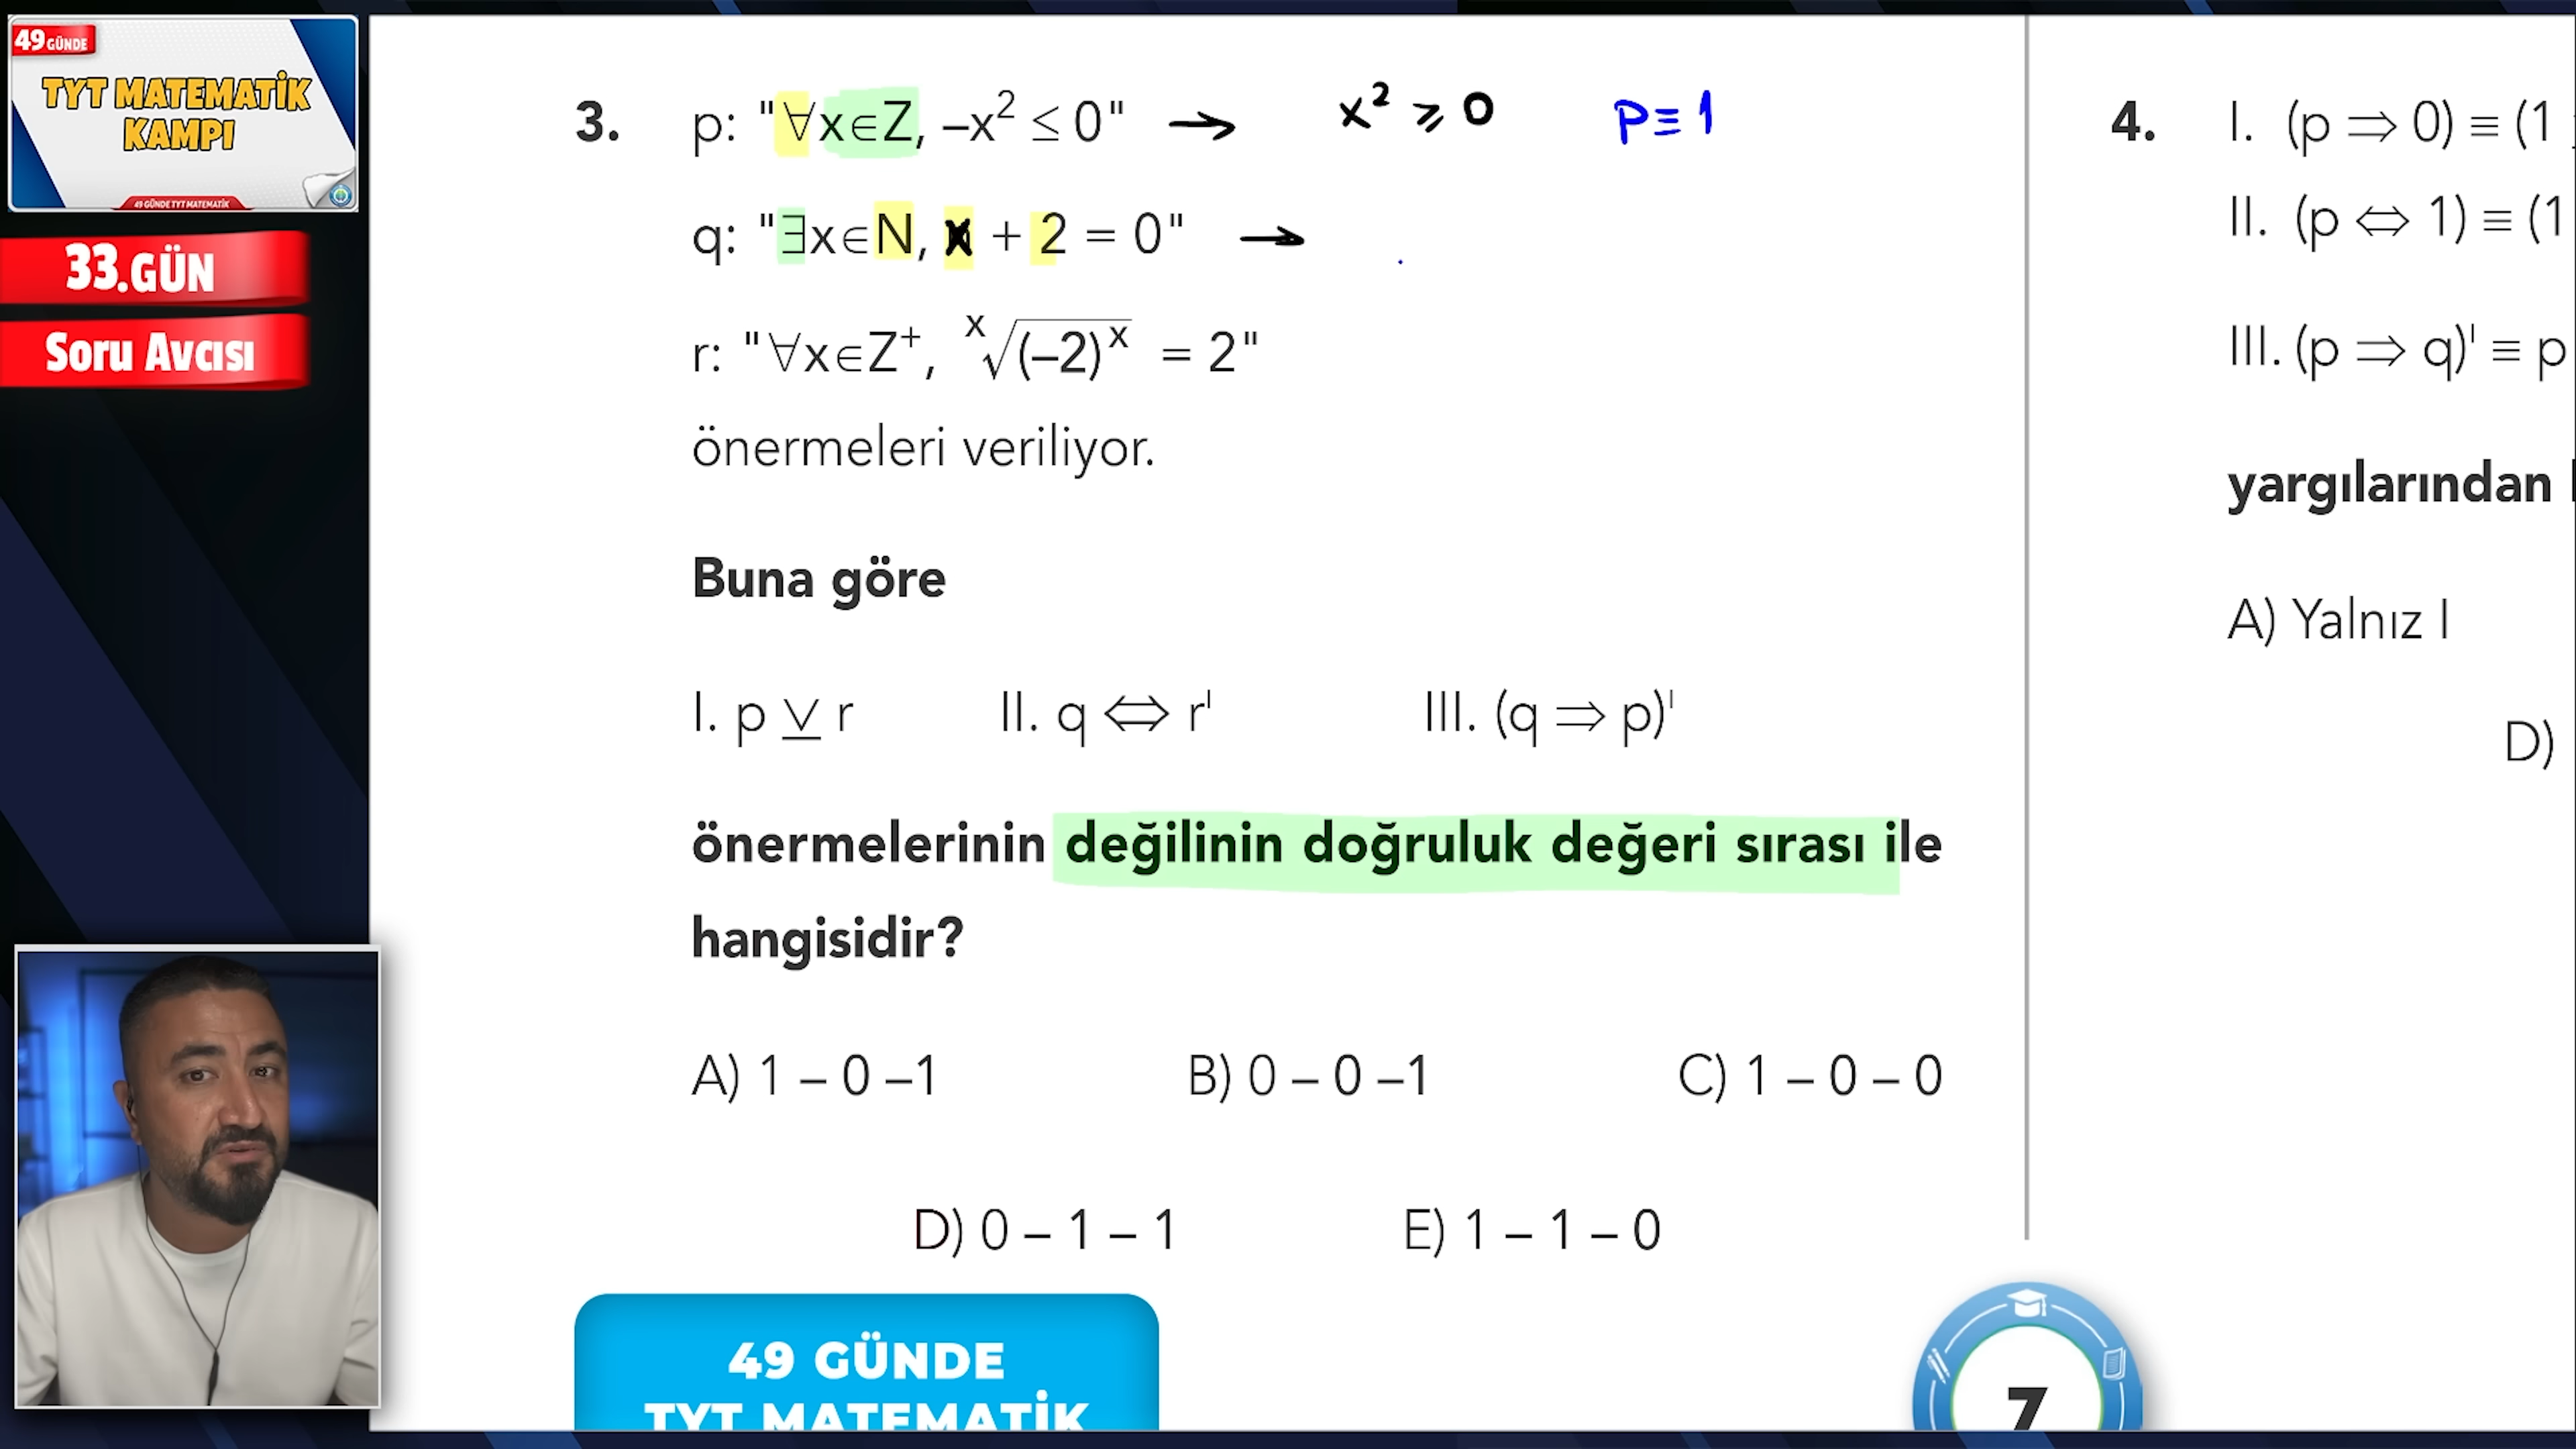 49 GÜNDE
TYT MATEMATİK
KAMPI
49 GÜNDE TYT MATEMATİK
33.GÜN
Soru Avcısı
3. p: "∀x∈Z, –x² ≤ 0" → x² ≥ 0 p≡1
q: "∃x∈N, x + 2 = 0" →
r: "∀x∈Z⁺, ˣ√(–2)ˣ = 2"
önermeleri veriliyor.
Buna göre
I. p ⊻ r II. q ⇔ rᴵ III. (q ⇒ p)ᴵ
önermelerinin değilinin doğruluk değeri sırası ile
hangisidir?
A) 1 – 0 –1 B) 0 – 0 –1 C) 1 – 0 – 0
D) 0 – 1 – 1 E) 1 – 1 – 0
49 GÜNDE
TYT MATEMATİK
7
4. I. (p ⇒ 0) ≡ (1
II. (p ⇔ 1) ≡ (1
III. (p ⇒ q)ᴵ ≡ p
yargılarından
A) Yalnız I
D)